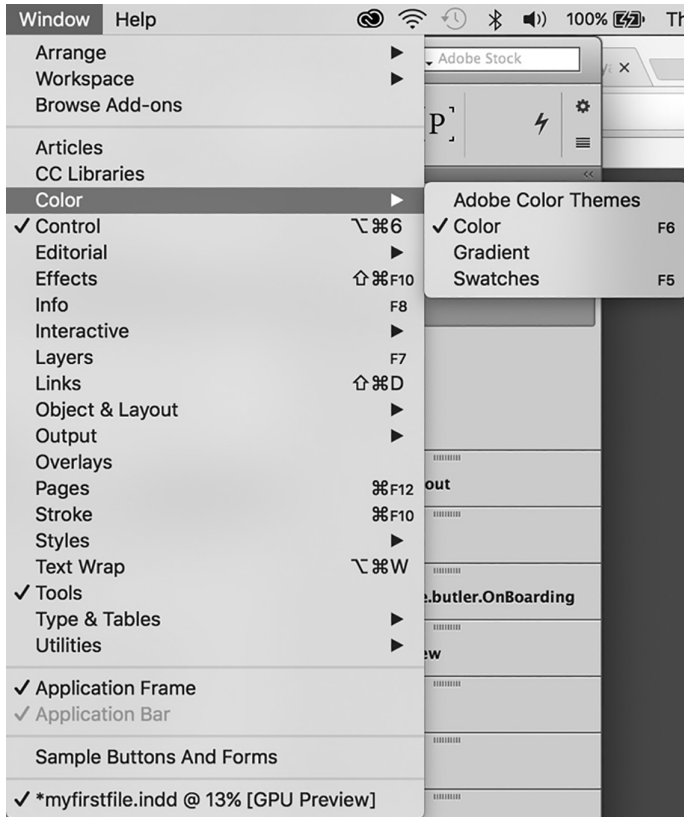 Window Help 100% Th
Arrange
Workspace
Browse Add-ons
Articles
CC Libraries
Color
Control ⌥⌘6
Editorial
Effects ⇧⌘F10
Info F8
Interactive
Layers F7
Links ⇧⌘D
Object & Layout
Output
Overlays
Pages ⌘F12
Stroke ⌘F10
Styles
Text Wrap ⌥⌘W
Tools
Type & Tables
Utilities
Application Frame
Application Bar
Sample Buttons And Forms
*myfirstfile.indd @ 13% [GPU Preview]
Adobe Stock
P
Adobe Color Themes
Color F6
Gradient
Swatches F5
out
e.butler.OnBoarding
ew